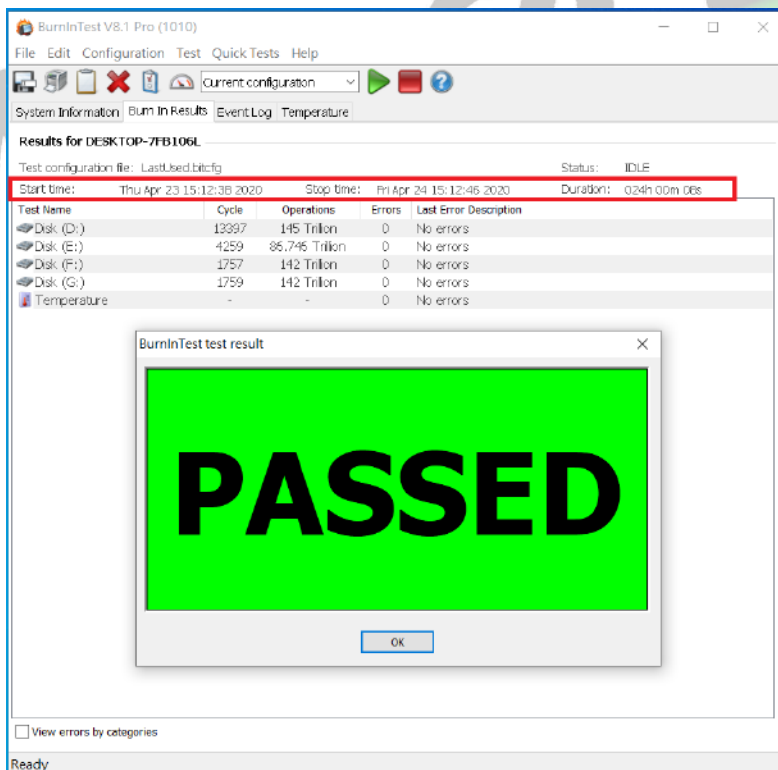 BurnInTest V8.1 Pro (1010)
File Edit Configuration Test Quick Tests Help
Current configuration
System Information Burn In Results Event Log Temperature
Results for DESKTOP-7FB106L
Test configuration file: LastUsed.bitcfg Status: IDLE
Start time: Thu Apr 23 15:12:38 2020 Stop time: Fri Apr 24 15:12:46 2020 Duration: 024h 00m 08s
Test Name Cycle Operations Errors Last Error Description
Disk (D:) 13397 145 Trillion 0 No errors
Disk (E:) 4259 86.746 Trillion 0 No errors
Disk (F:) 1757 142 Trillion 0 No errors
Disk (G:) 1759 142 Trillion 0 No errors
Temperature - - 0 No errors
BurnInTest test result
PASSED
OK
View errors by categories
Ready